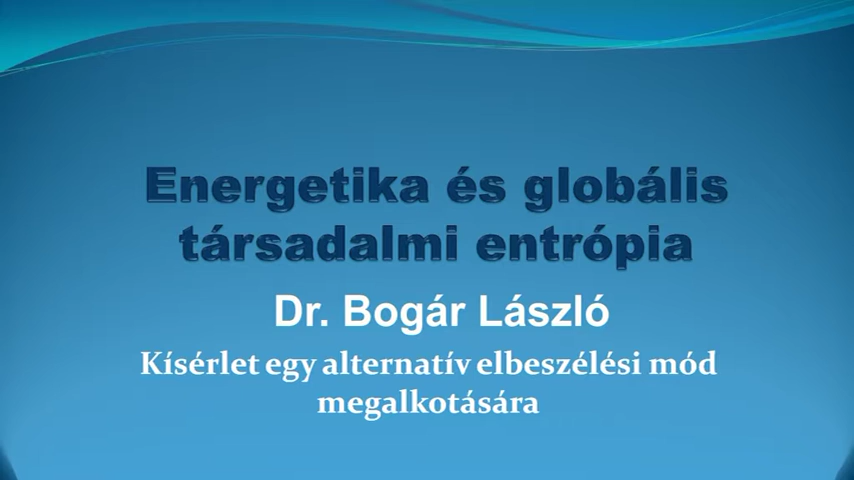 Energetika és globális
társadalmi entrópia
Dr. Bogár László
Kísérlet egy alternatív elbeszélési mód
megalkotására